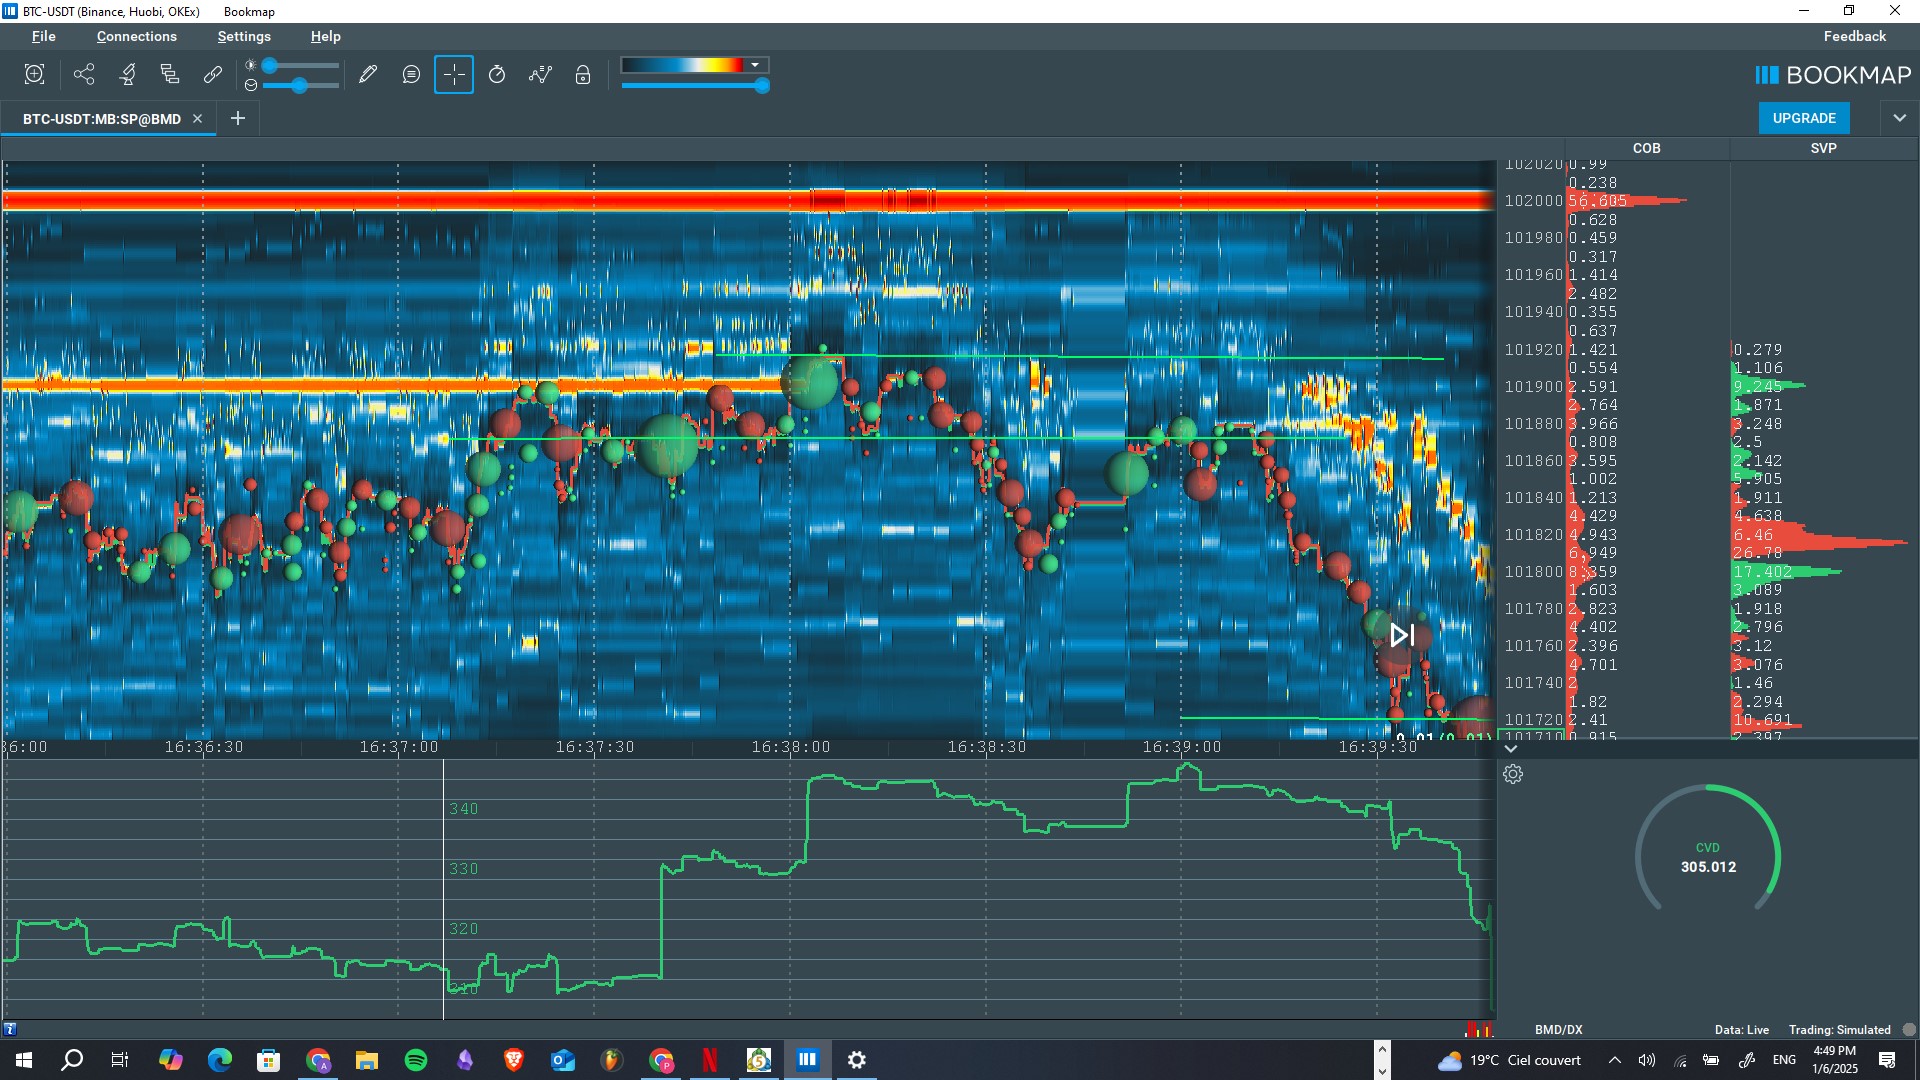 BTC-USDT (Binance, Huobi, OKEx) Bookmap
File Connections Settings Help Feedback
BOOKMAP
BTC-USDT:MB:SP@BMD
UPGRADE
COB SVP
102020 0.99
0.238
102000 56.605
0.628
101980 0.459
0.317
101960 1.414
2.482
101940 0.355
0.637
101920 1.421 0.279
0.554 1.106
101900 2.591 9.245
2.764 1.871
101880 3.966 3.248
0.808 2.5
101860 3.595 2.142
1.002 5.905
101840 1.213 1.911
4.429 4.638
101820 4.943 6.46
6.949 26.78
101800 8.359 17.402
1.603 3.089
101780 2.823 1.918
4.402 2.796
101760 2.396 3.12
4.701 3.076
101740 2 1.46
1.82 2.294
101720 2.41 10.691
101710 0.915 2.397
36:00 16:36:30 16:37:00 16:37:30 16:38:00 16:38:30 16:39:00 16:39:30
340
330
320
310
CVD
305.012
BMD/DX Data: Live Trading: Simulated
19°C Ciel couvert ENG 4:49 PM
1/6/2025